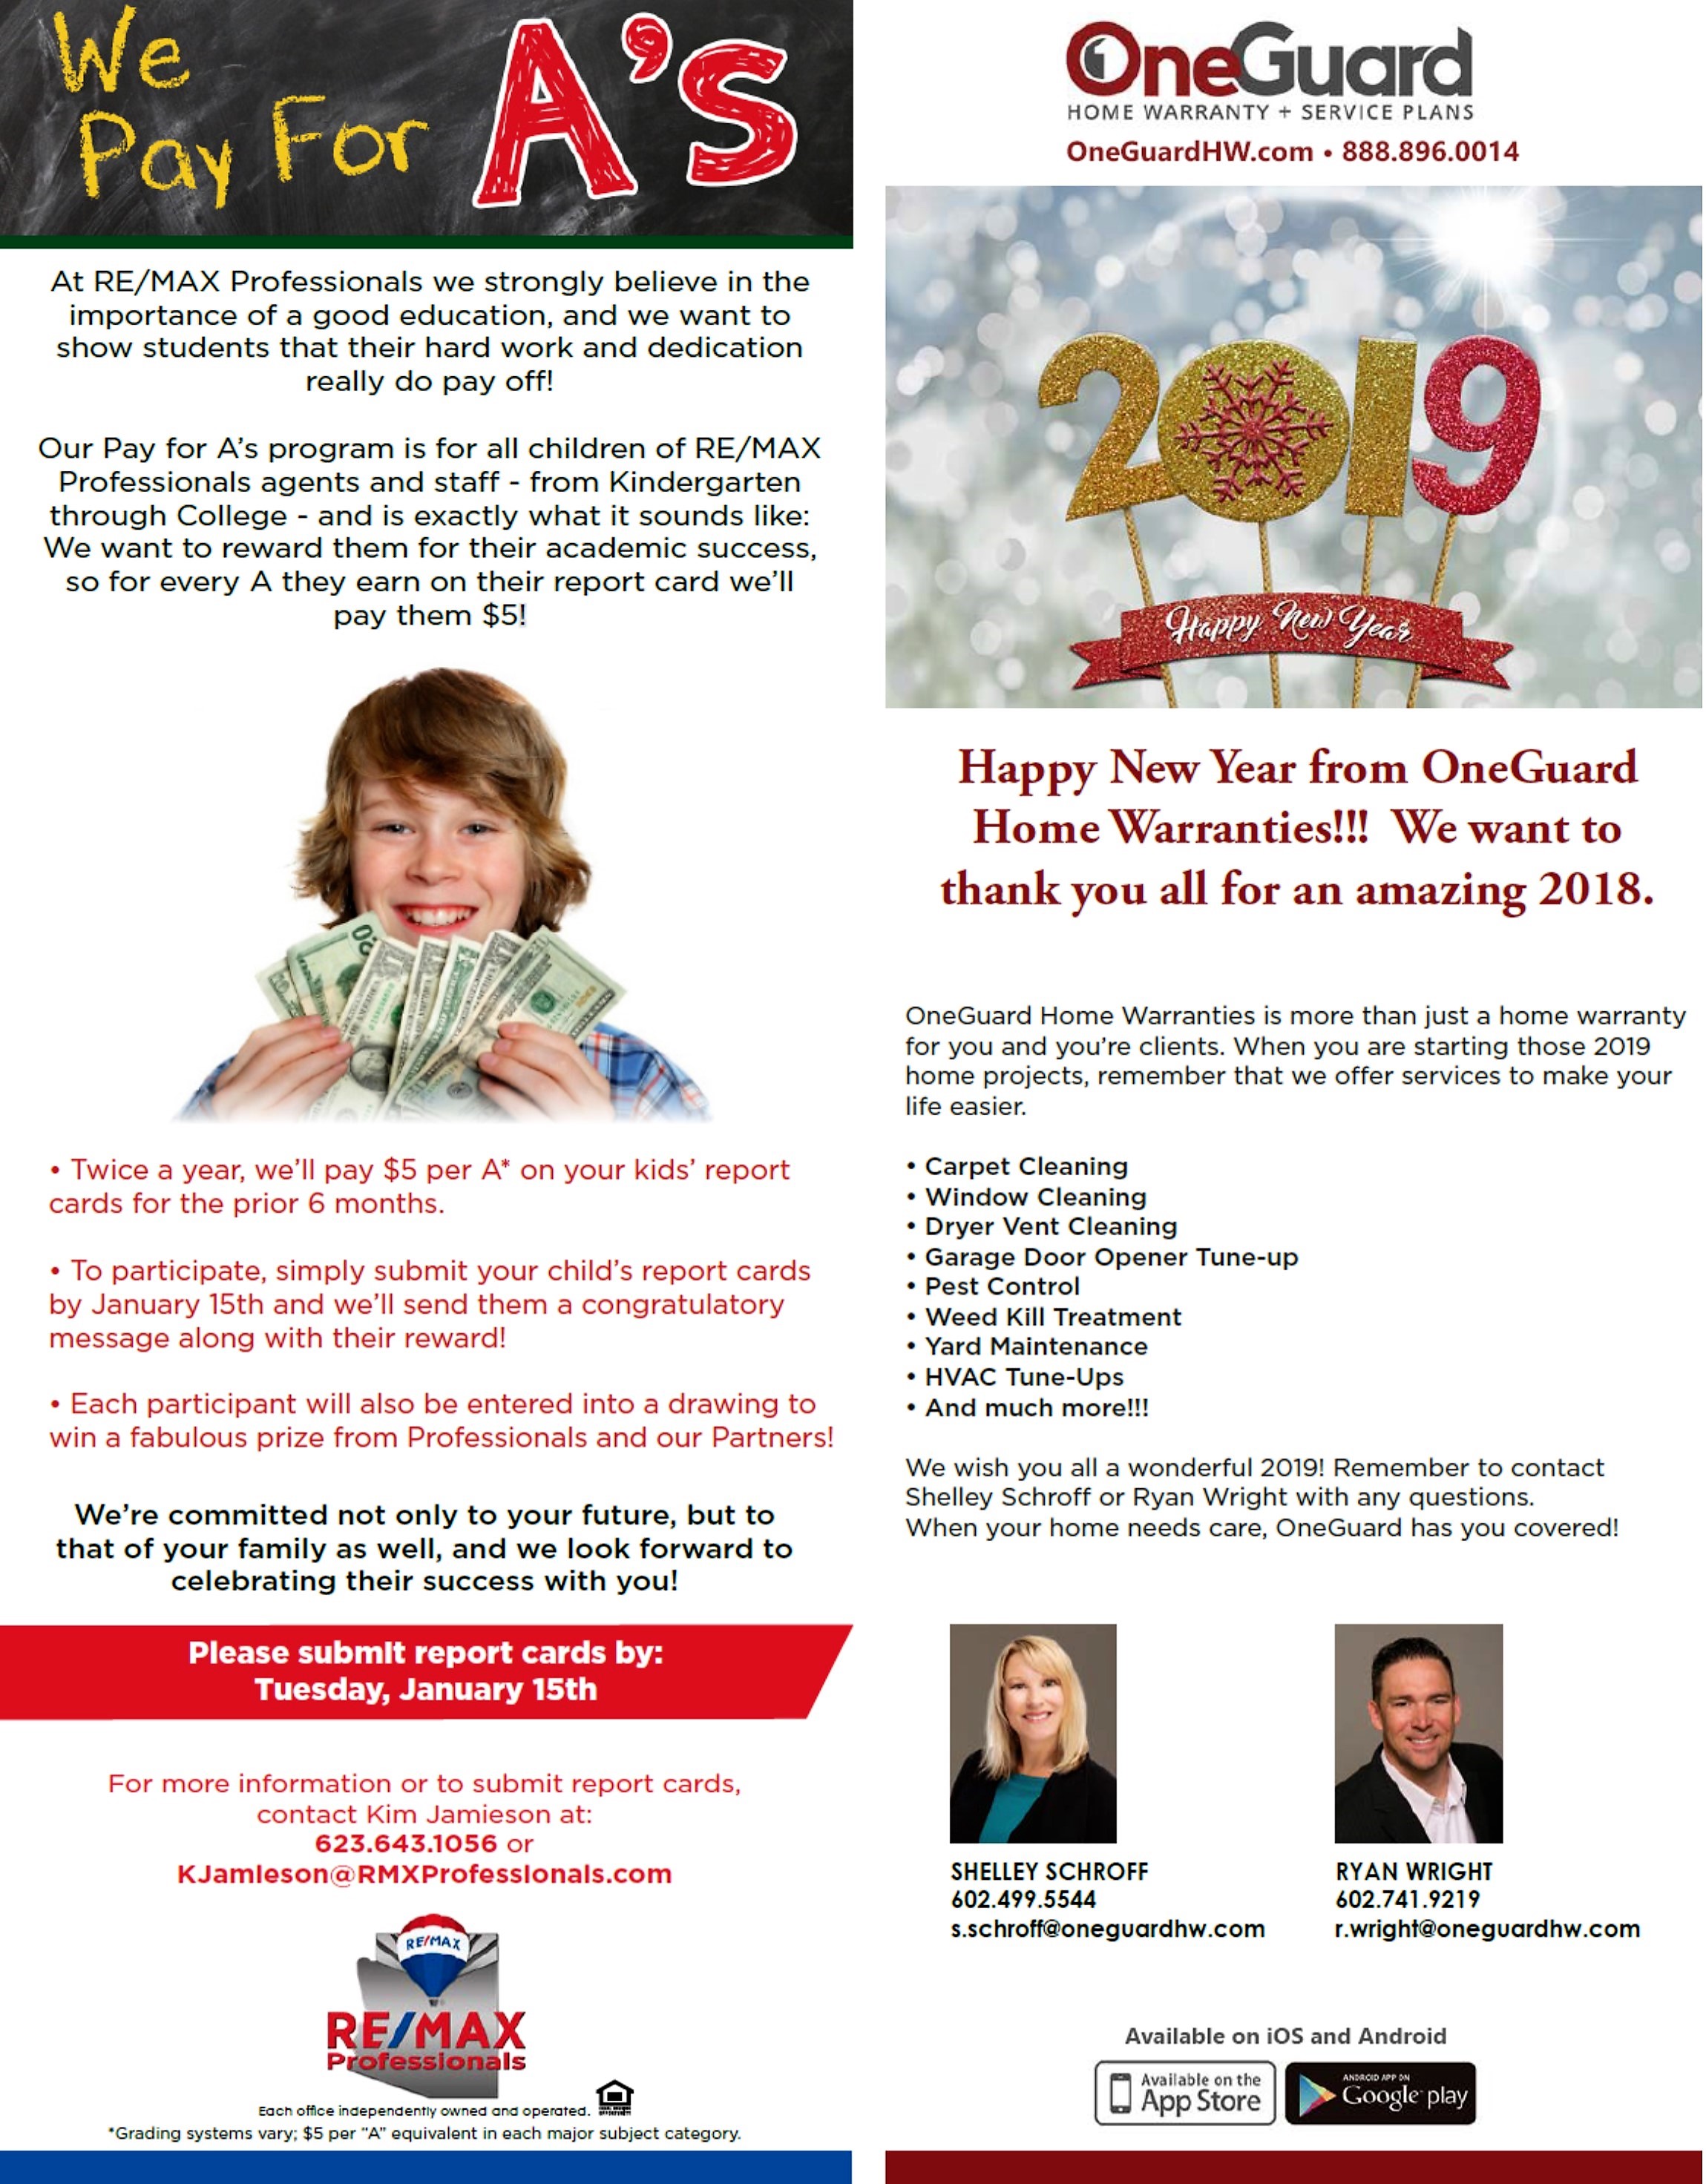 We
Pay For A's
At RE/MAX Professionals we strongly believe in the
importance of a good education, and we want to
show students that their hard work and dedication
really do pay off!
Our Pay for A's program is for all children of RE/MAX
Professionals agents and staff - from Kindergarten
through College - and is exactly what it sounds like:
We want to reward them for their academic success,
so for every A they earn on their report card we'll
pay them $5!
• Twice a year, we'll pay $5 per A* on your kids' report
cards for the prior 6 months.
• To participate, simply submit your child's report cards
by January 15th and we'll send them a congratulatory
message along with their reward!
• Each participant will also be entered into a drawing to
win a fabulous prize from Professionals and our Partners!
We're committed not only to your future, but to
that of your family as well, and we look forward to
celebrating their success with you!
Please submit report cards by:
Tuesday, January 15th
For more information or to submit report cards,
contact Kim Jamieson at:
623.643.1056 or
KJamieson@RMXProfessionals.com
RE/MAX
RE/MAX
Professionals
Each office independently owned and operated.
*Grading systems vary; $5 per "A" equivalent in each major subject category.
OneGuard
HOME WARRANTY + SERVICE PLANS
OneGuardHW.com • 888.896.0014
2019
Happy New Year
Happy New Year from OneGuard
Home Warranties!!! We want to
thank you all for an amazing 2018.
OneGuard Home Warranties is more than just a home warranty
for you and you're clients. When you are starting those 2019
home projects, remember that we offer services to make your
life easier.
• Carpet Cleaning
• Window Cleaning
• Dryer Vent Cleaning
• Garage Door Opener Tune-up
• Pest Control
• Weed Kill Treatment
• Yard Maintenance
• HVAC Tune-Ups
• And much more!!!
We wish you all a wonderful 2019! Remember to contact
Shelley Schroff or Ryan Wright with any questions.
When your home needs care, OneGuard has you covered!
SHELLEY SCHROFF
602.499.5544
s.schroff@oneguardhw.com
RYAN WRIGHT
602.741.9219
r.wright@oneguardhw.com
Available on iOS and Android
Available on the
App Store
ANDROID APP ON
Google play